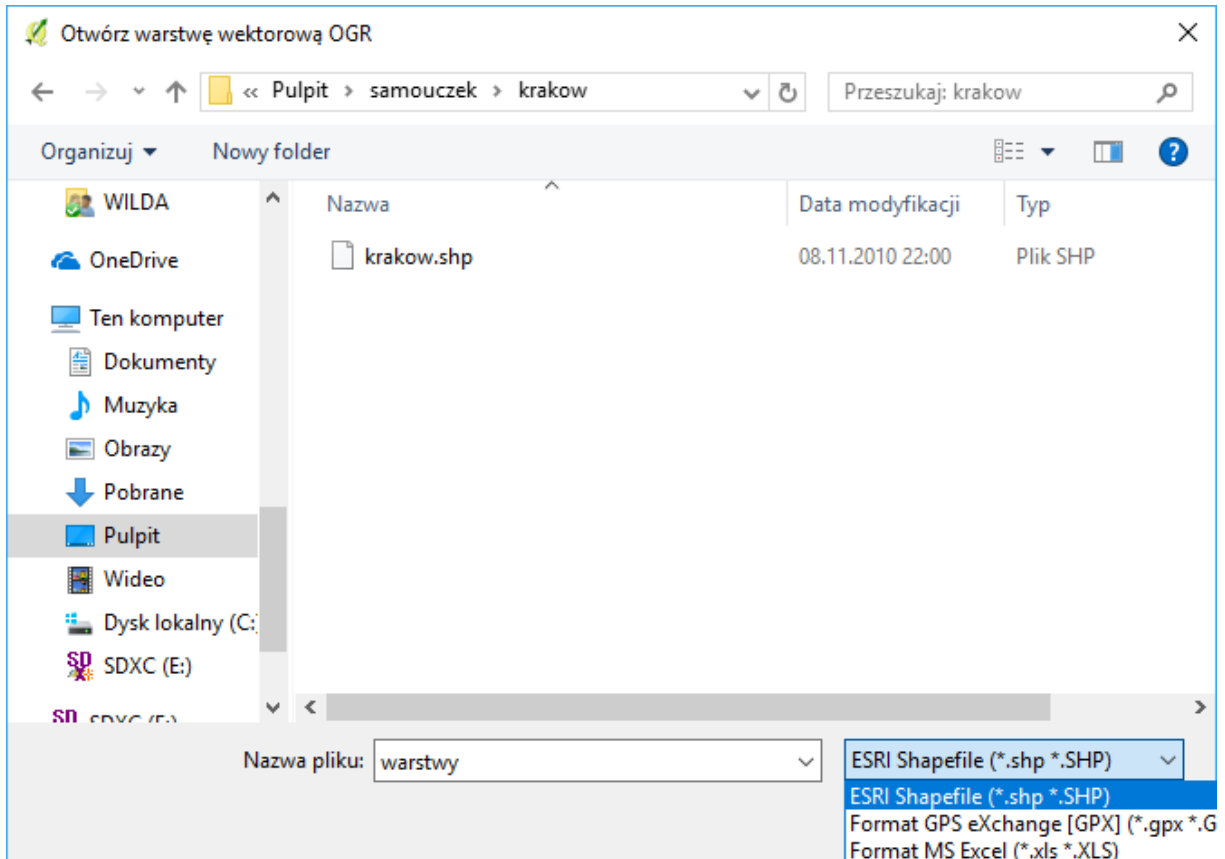 Otwórz warstwę wektorową OGR
« Pulpit > samouczek > krakow
Przeszukaj: krakow
Organizuj
Nowy folder
WILDA
OneDrive
Ten komputer
Dokumenty
Muzyka
Obrazy
Pobrane
Pulpit
Wideo
Dysk lokalny (C:
SDXC (E:)
SDXC
Nazwa
Data modyfikacji
Typ
krakow.shp
08.11.2010 22:00
Plik SHP
Nazwa pliku:
warstwy
ESRI Shapefile (*.shp *.SHP)
ESRI Shapefile (*.shp *.SHP)
Format GPS eXchange [GPX] (*.gpx *.G
Format MS Excel (*.xls *.XLS)